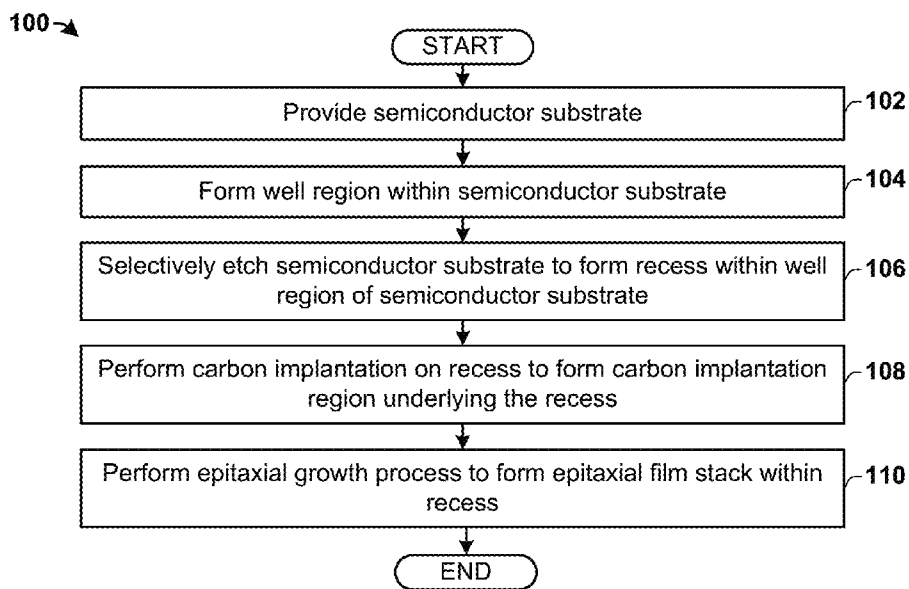 100
START
Provide semiconductor substrate
102
Form well region within semiconductor substrate
104
Selectively etch semiconductor substrate to form recess within well
region of semiconductor substrate
106
Perform carbon implantation on recess to form carbon implantation
region underlying the recess
108
Perform epitaxial growth process to form epitaxial film stack within
recess
110
END